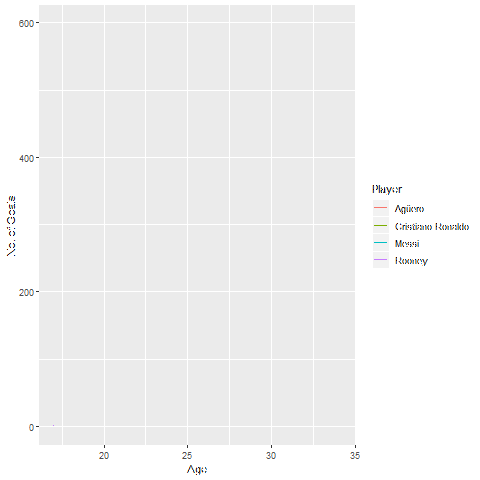 600
400
200
0
No. of Goals
20 25 30 35
Age
Player
Agüero
Cristiano Ronaldo
Messi
Rooney